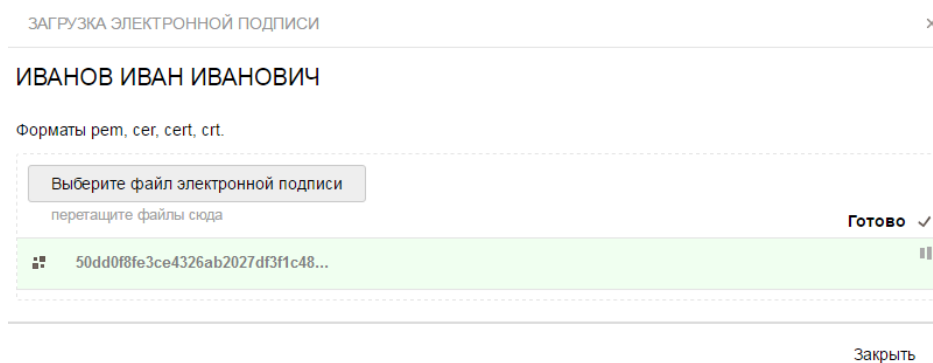 ЗАГРУЗКА ЭЛЕКТРОННОЙ ПОДПИСИ
ИВАНОВ ИВАН ИВАНОВИЧ
Форматы pem, cer, cert, crt.
Выберите файл электронной подписи
перетащите файлы сюда
Готово
50dd0f8fe3ce4326ab2027df3f1c48...
Закрыть